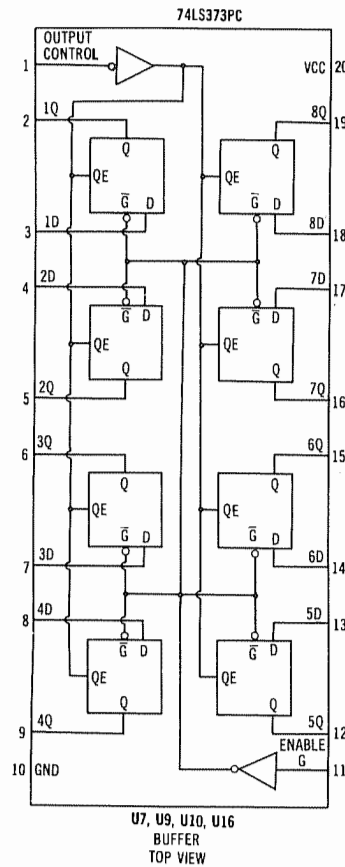 74LS373PC
OUTPUT
CONTROL
1
VCC 20
2 1Q
8Q 19
Q
Q
QE
QE
G̅ D
G̅ D
3 1D
8D 18
4 2D
7D 17
G̅ D
G̅ D
QE
QE
Q
Q
5 2Q
7Q 16
6 3Q
6Q 15
Q
Q
QE
QE
G̅ D
G̅ D
7 3D
6D 14
8 4D
5D 13
G̅ D
G̅ D
QE
QE
Q
Q
9 4Q
5Q 12
ENABLE
G
10 GND
11
U7, U9, U10, U16
BUFFER
TOP VIEW